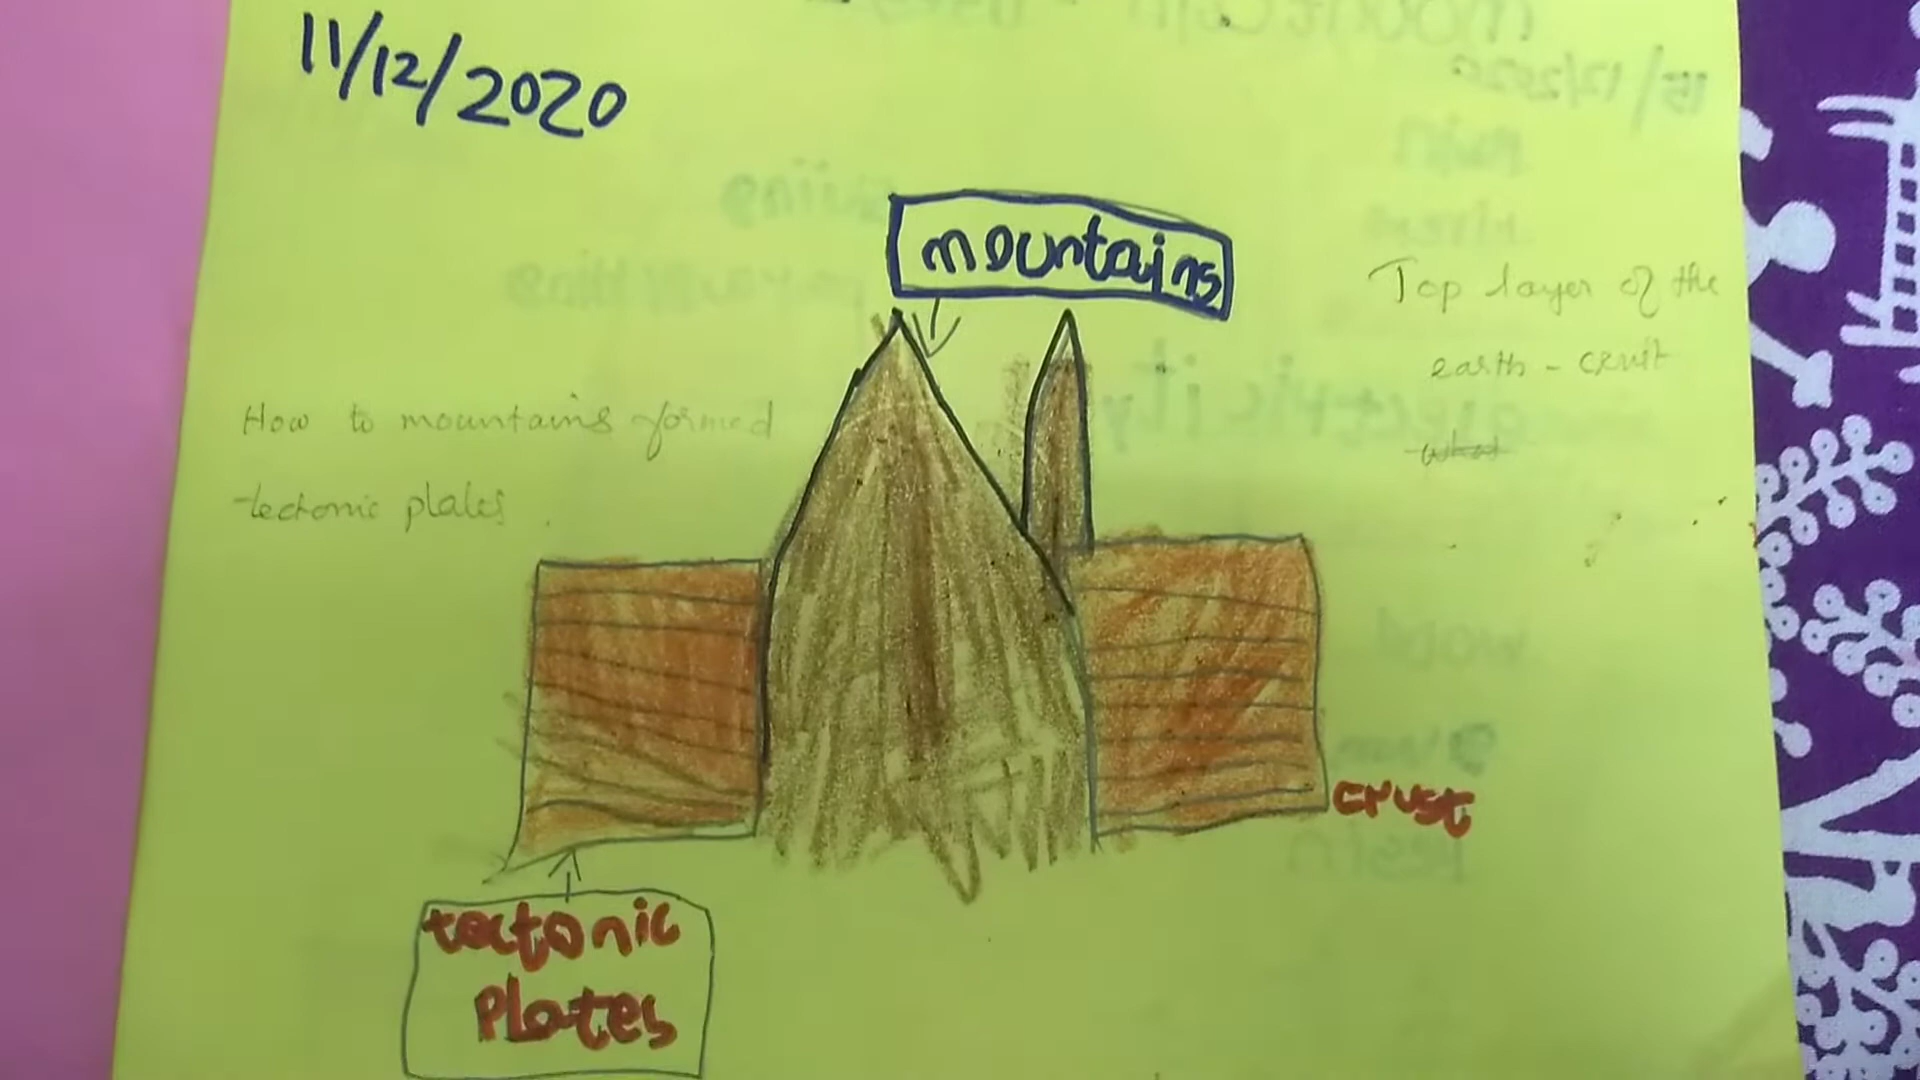 11/12/2020
mountains
Top layer of the
earth - crust
what
How to mountains formed
tectonic plates.
crust
tectonic
plates